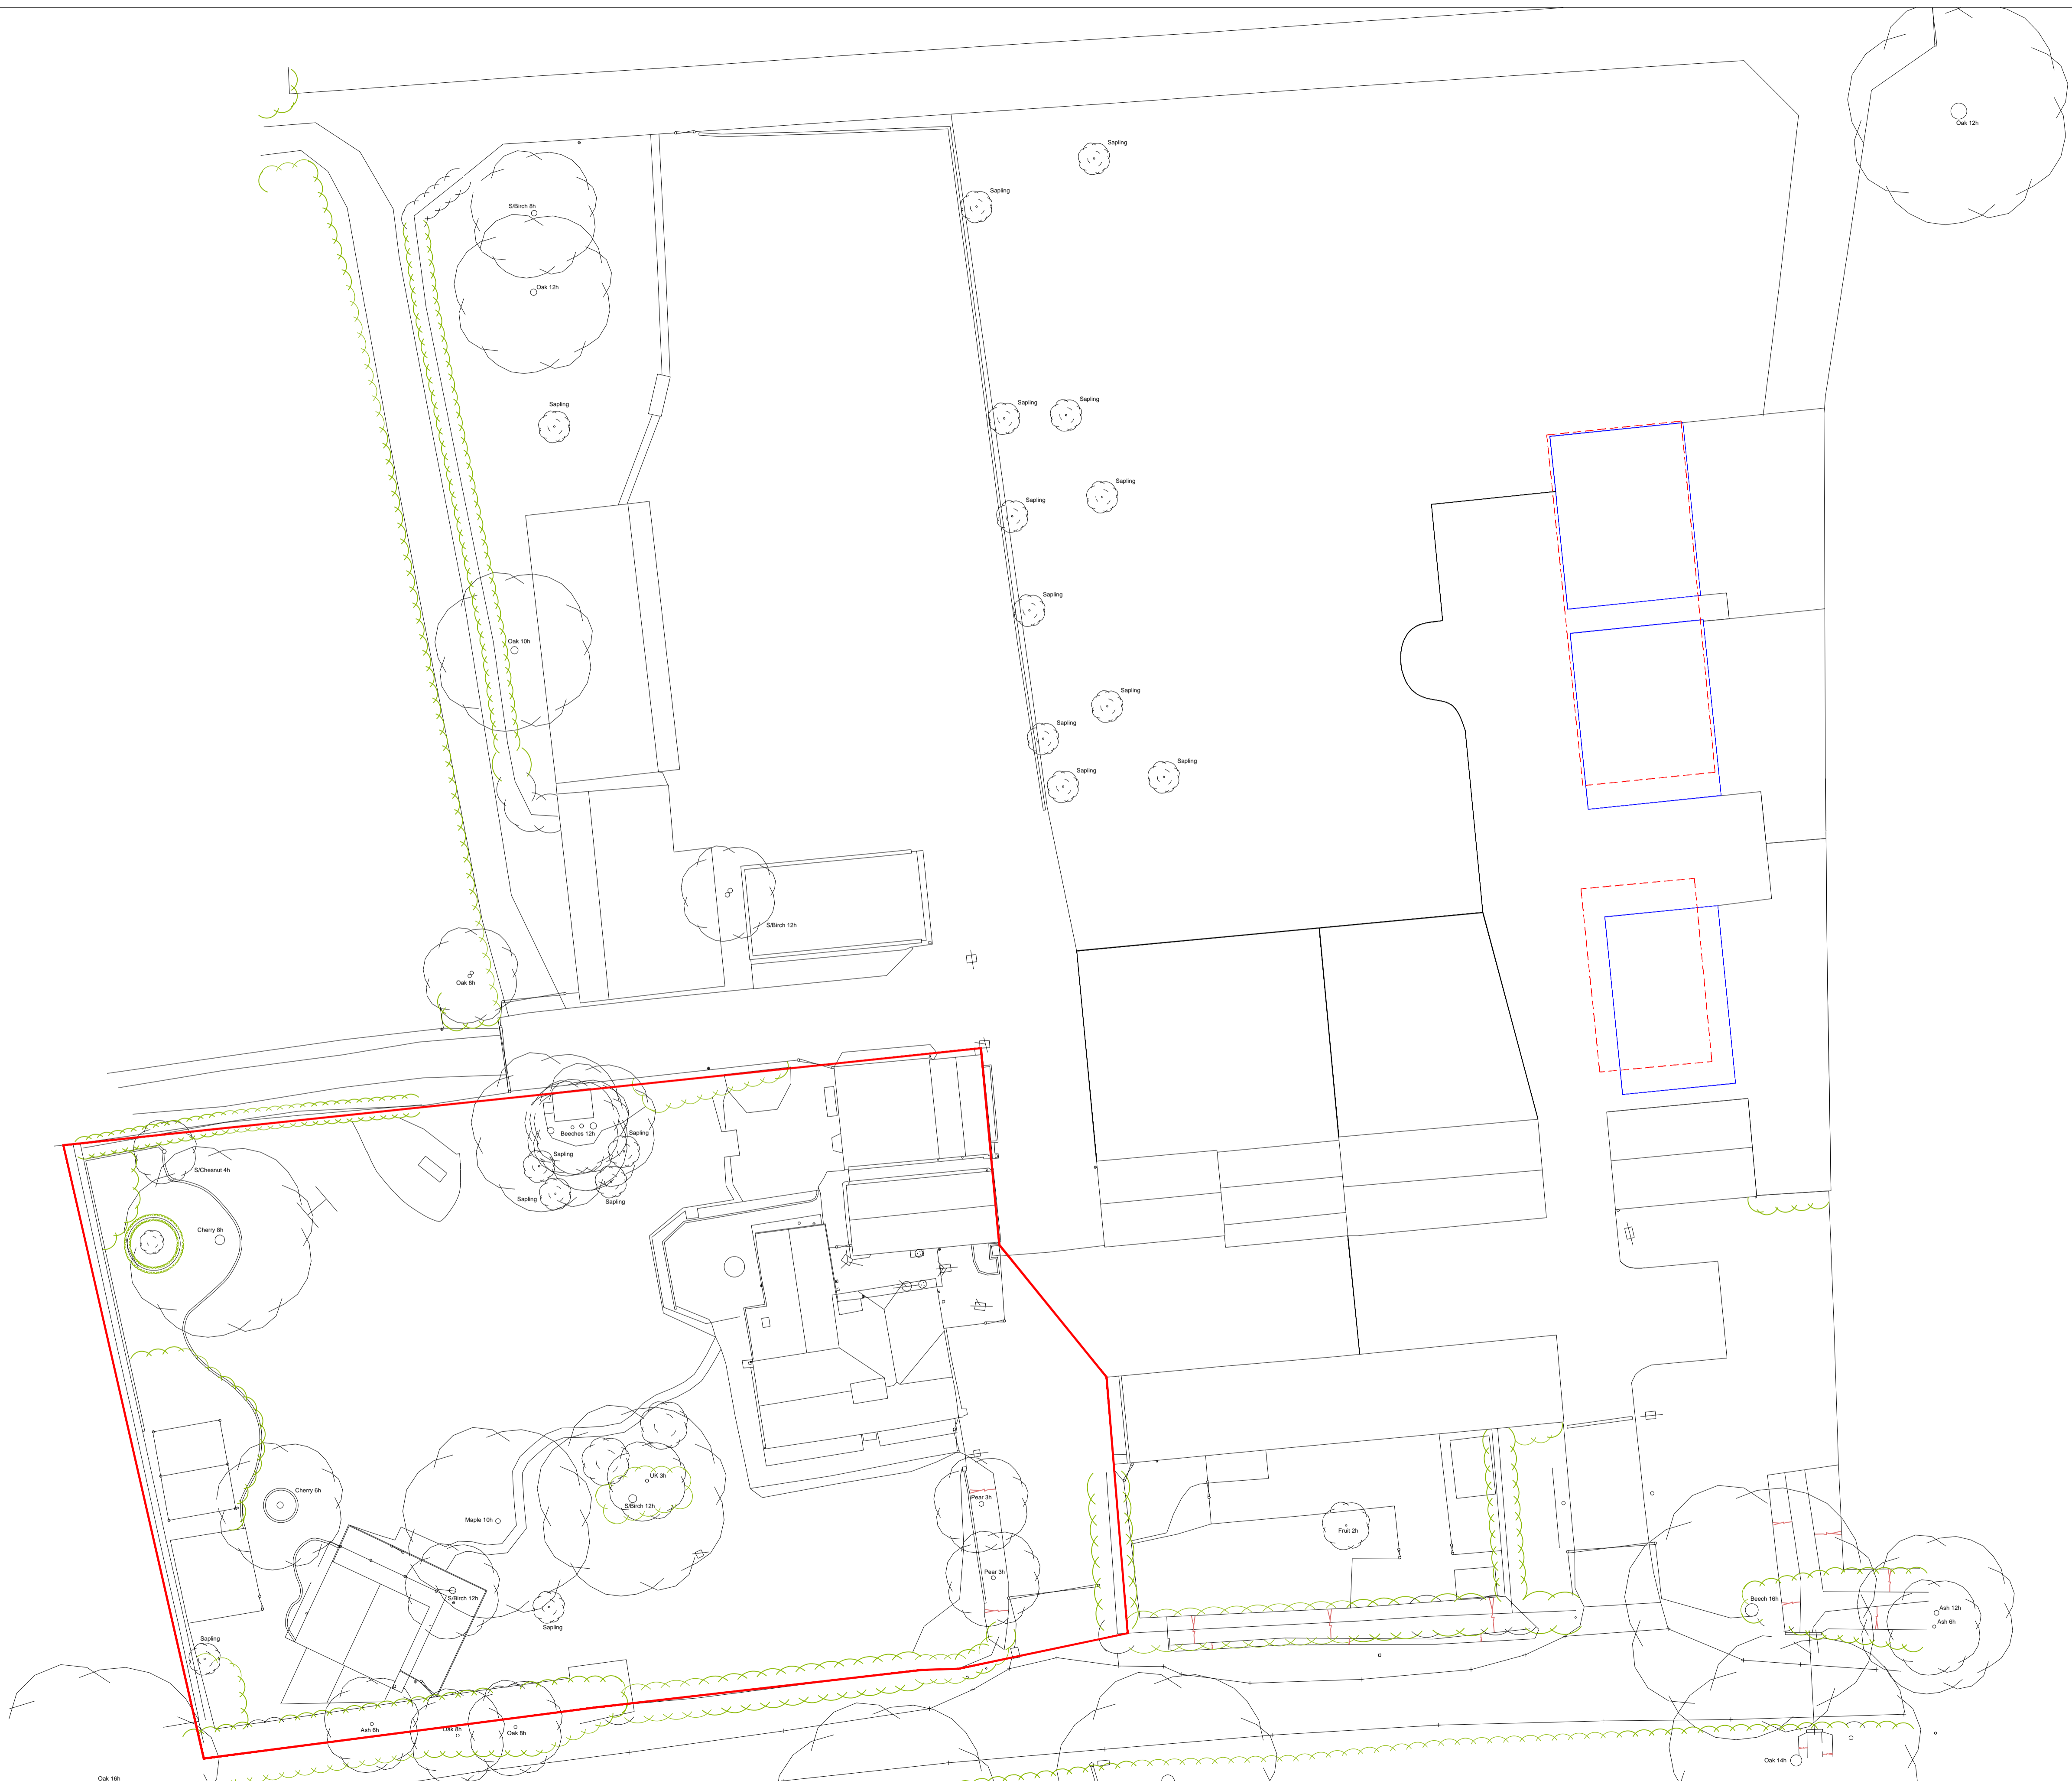 Oak 12h
Sapling
Sapling
S/Birch 8h
Oak 12h
Sapling
Sapling
Sapling
Sapling
Sapling
Sapling
Oak 10h
Sapling
Sapling
Sapling
Sapling
S/Birch 12h
Oak 8h
Beeches 12h
Sapling
Sapling
S/Chesnut 4h
Sapling
Sapling
Cherry 8h
UK 3h
Cherry 6h
S/Birch 12h
Pear 3h
Maple 10h
Fruit 2h
Pear 3h
S/Birch 12h
Beech 16h
Ash 12h
Ash 6h
Sapling
Sapling
Ash 6h
Oak 8h
Oak 8h
Oak 14h
Oak 16h